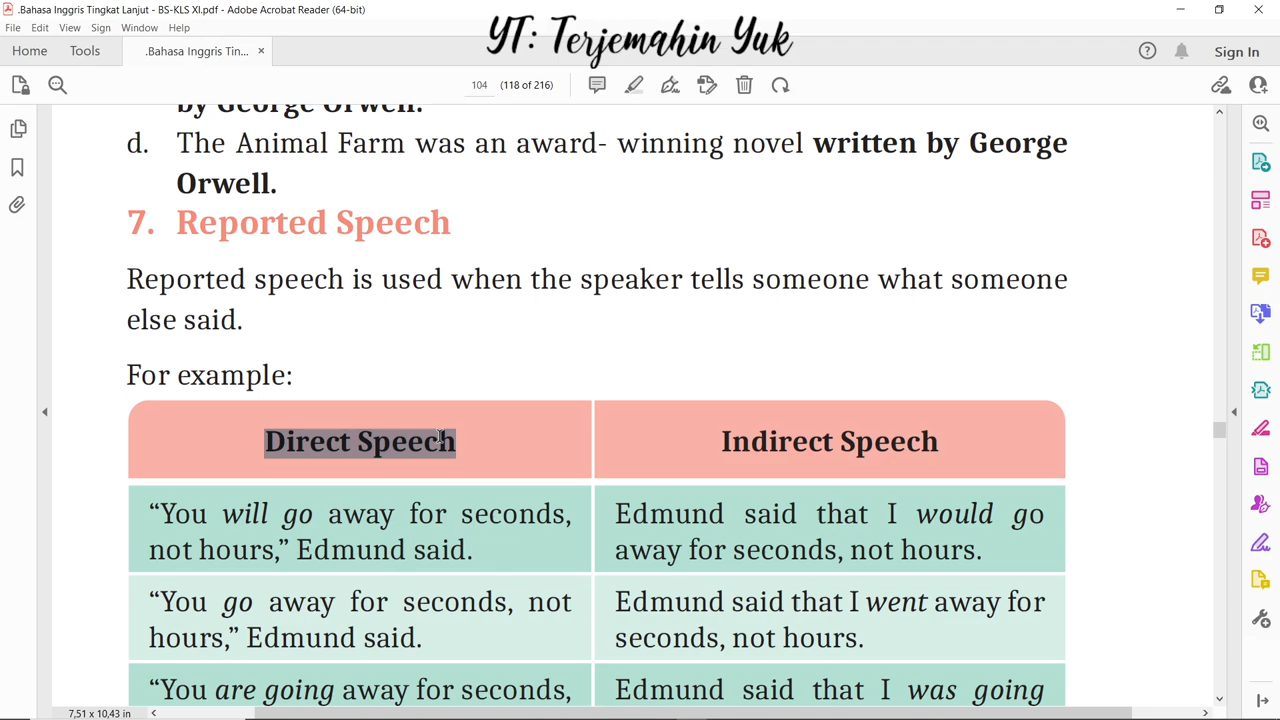 .Bahasa Inggris Tingkat Lanjut - BS-KLS XI.pdf - Adobe Acrobat Reader (64-bit)
YT: Terjemahin Yuk
File Edit View Sign Window Help
Home Tools .Bahasa Inggris Tin... × Sign In
104 (118 of 216)
by George Orwell.
d. The Animal Farm was an award- winning novel written by George
Orwell.
7. Reported Speech
Reported speech is used when the speaker tells someone what someone
else said.
For example:
Direct Speech
Indirect Speech
“You will go away for seconds,
not hours,” Edmund said.
Edmund said that I would go
away for seconds, not hours.
“You go away for seconds, not
hours,” Edmund said.
Edmund said that I went away for
seconds, not hours.
“You are going away for seconds,
Edmund said that I was going
7,51 x 10,43 in